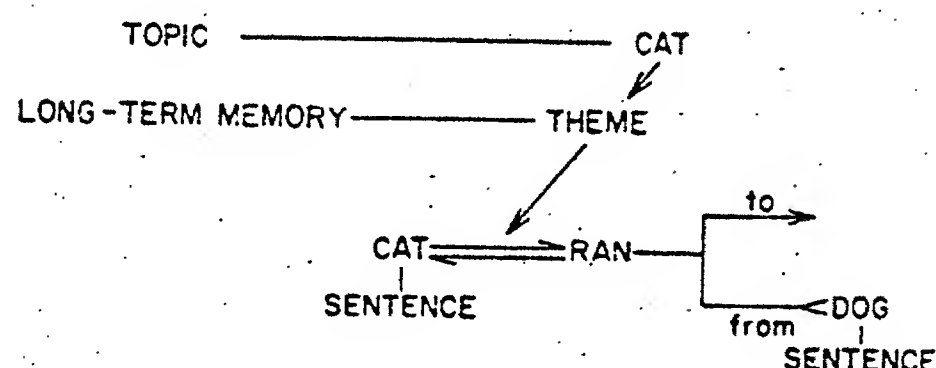 TOPIC CAT
LONG-TERM MEMORY THEME
to
CAT RAN
SENTENCE
from DOG
SENTENCE